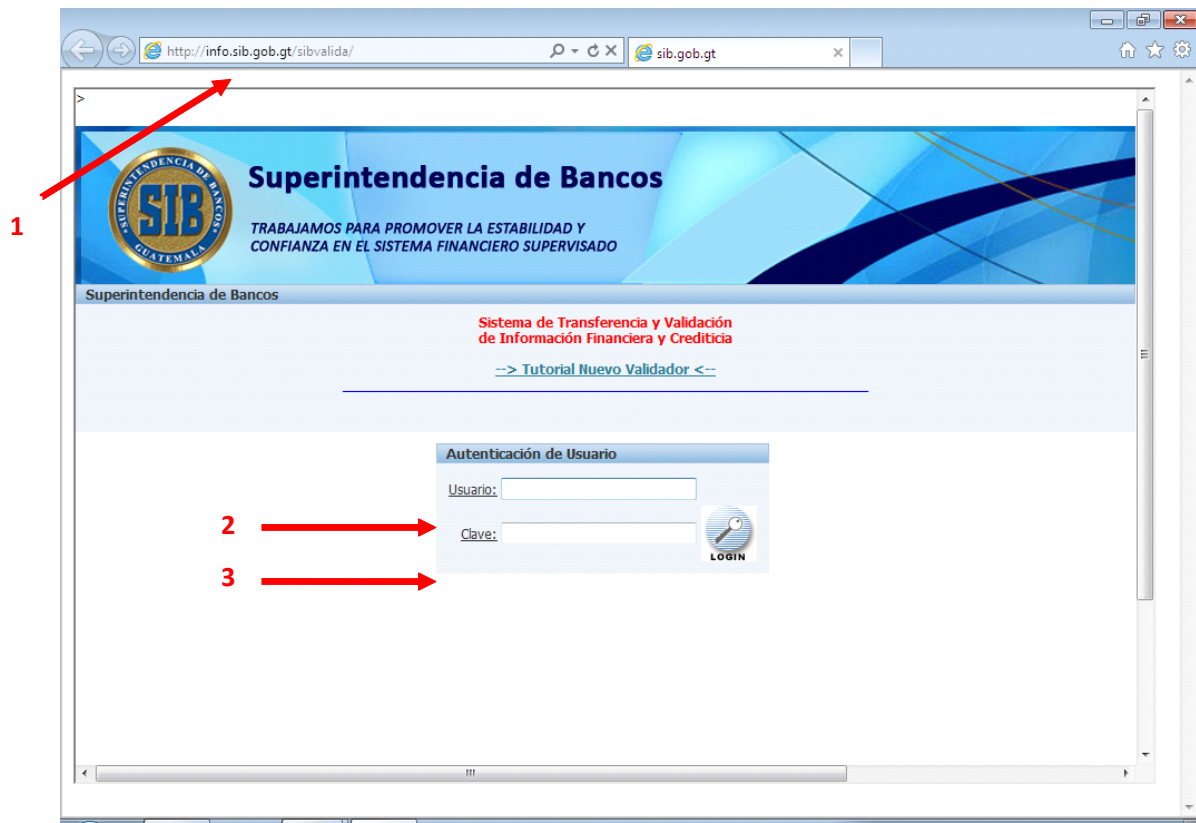 http://info.sib.gob.gt/sibvalida/
sib.gob.gt
>
SUPERINTENDENCIA DE BANCOS
SIB
GUATEMALA
Superintendencia de Bancos
TRABAJAMOS PARA PROMOVER LA ESTABILIDAD Y
CONFIANZA EN EL SISTEMA FINANCIERO SUPERVISADO
1
Superintendencia de Bancos
Sistema de Transferencia y Validación
de Información Financiera y Crediticia
--> Tutorial Nuevo Validador <--
Autenticación de Usuario
Usuario:
2
Clave:
LOGIN
3